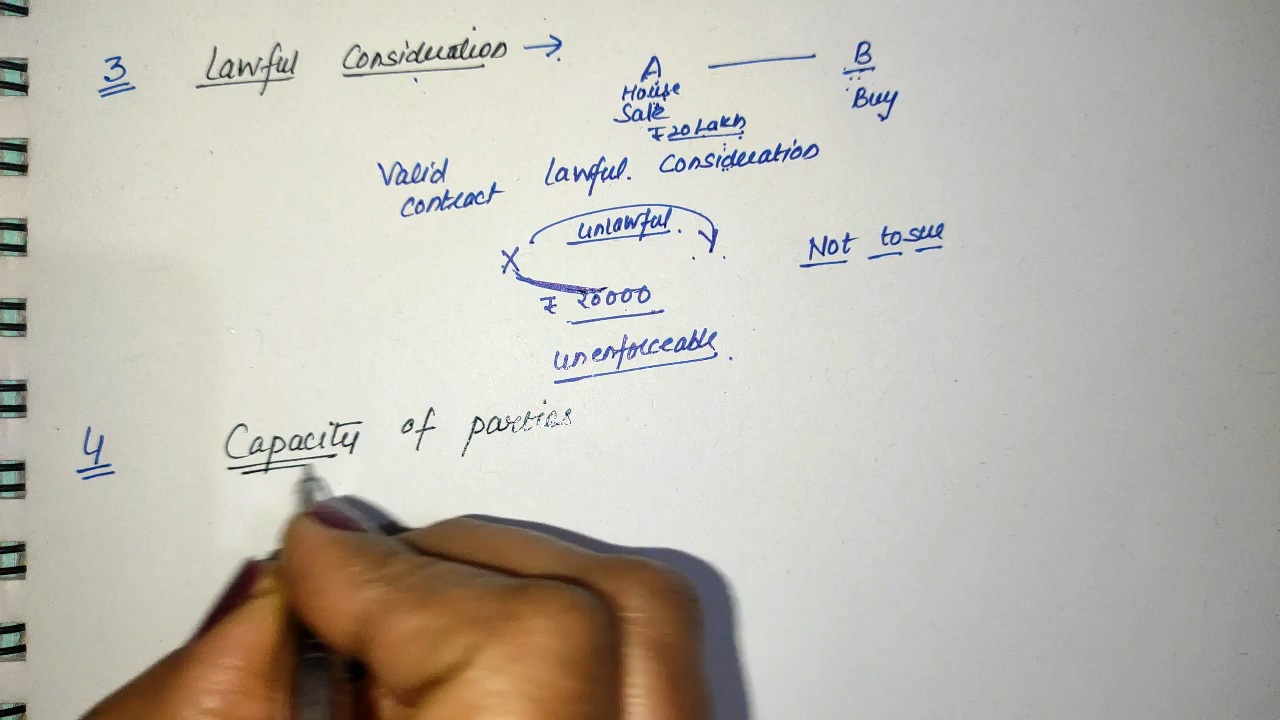 3 Lawful Consideration →
A B
House Buy
Sale
₹20 Lakh
Valid Lawful. Consideration
contract
unlawful.
X Y Not to sue
₹ 20000
unenforceable.
4 Capacity of parties